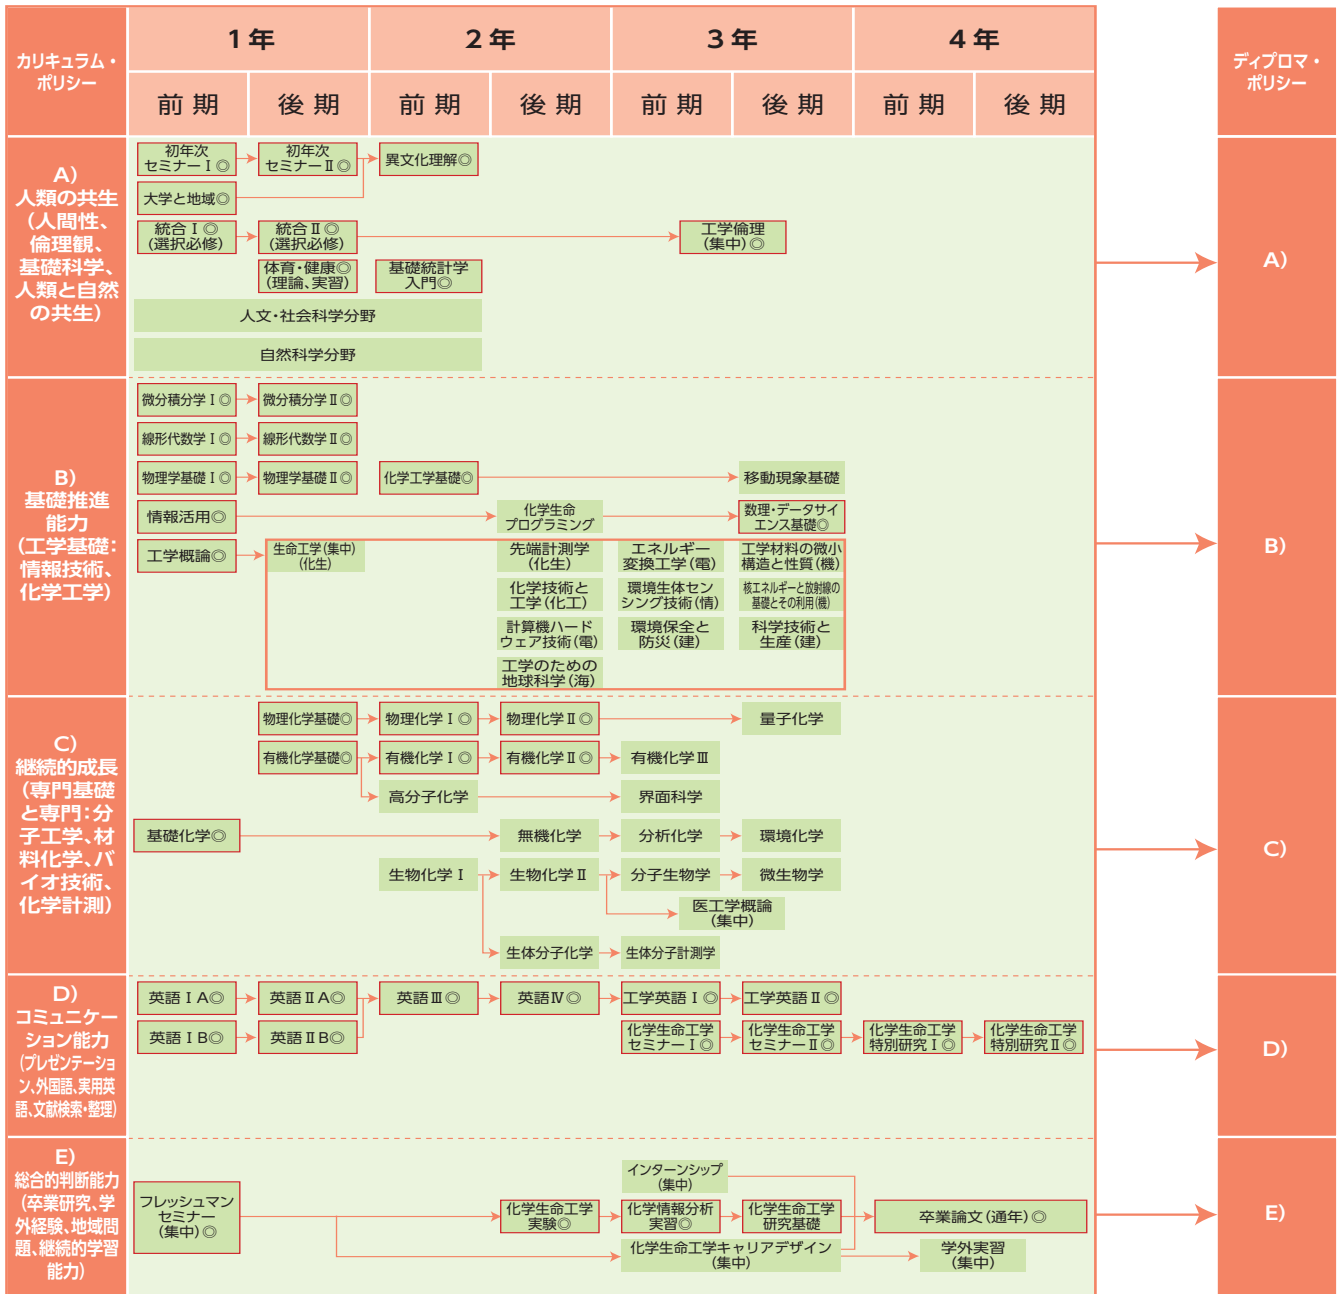 カリキュラム・
ポリシー
1 年
2 年
3 年
4 年
ディプロマ・
ポリシー
前 期
後 期
前 期
後 期
前 期
後 期
前 期
後 期
A)
人類の共生
(人間性、
倫理観、
基礎科学、
人類と自然
の共生)
初年次
セミナーⅠ◎
初年次
セミナーⅡ◎
異文化理解◎
大学と地域◎
統合Ⅰ◎
(選択必修)
統合Ⅱ◎
(選択必修)
工学倫理
(集中)◎
体育・健康◎
(理論、実習)
基礎統計学
入門◎
人文・社会科学分野
自然科学分野
A)
B)
基礎推進
能力
(工学基礎:
情報技術、
化学工学)
微分積分学Ⅰ◎
微分積分学Ⅱ◎
線形代数学Ⅰ◎
線形代数学Ⅱ◎
物理学基礎Ⅰ◎
物理学基礎Ⅱ◎
化学工学基礎◎
移動現象基礎
情報活用◎
化学生命
プログラミング
数理・データサイ
エンス基礎◎
工学概論◎
生命工学(集中)
(化生)
先端計測学
(化生)
エネルギー
変換工学(電)
工学材料の微小
構造と性質(機)
化学技術と
工学(化工)
環境生体セン
シング技術(情)
核エネルギーと放射線の
基礎とその利用(機)
計算機ハード
ウェア技術(電)
環境保全と
防災(建)
科学技術と
生産(建)
工学のための
地球科学(海)
B)
C)
継続的成長
(専門基礎
と専門:分
子工学、材
料化学、バ
イオ技術、
化学計測)
物理化学基礎◎
物理化学Ⅰ◎
物理化学Ⅱ◎
量子化学
有機化学基礎◎
有機化学Ⅰ◎
有機化学Ⅱ◎
有機化学Ⅲ
高分子化学
界面科学
基礎化学◎
無機化学
分析化学
環境化学
生物化学Ⅰ
生物化学Ⅱ
分子生物学
微生物学
医工学概論
(集中)
生体分子化学
生体分子計測学
C)
D)
コミュニケー
ション能力
(プレゼンテーショ
ン、外国語、実用英
語、文献検索・整理)
英語ⅠA◎
英語ⅡA◎
英語Ⅲ◎
英語Ⅳ◎
工学英語Ⅰ◎
工学英語Ⅱ◎
英語ⅠB◎
英語ⅡB◎
化学生命工学
セミナーⅠ◎
化学生命工学
セミナーⅡ◎
化学生命工学
特別研究Ⅰ◎
化学生命工学
特別研究Ⅱ◎
D)
E)
総合的判断能力
(卒業研究、学
外経験、地域問
題、継続的学習
能力)
インターンシップ
(集中)
フレッシュマン
セミナー
(集中)◎
化学生命工学
実験◎
化学情報分析
実習◎
化学生命工学
研究基礎
卒業論文(通年)◎
化学生命工学キャリアデザイン
(集中)
学外実習
(集中)
E)